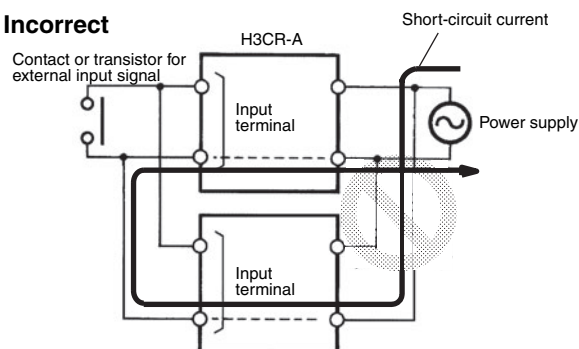 Incorrect
Short-circuit current
H3CR-A
Contact or transistor for
external input signal
Input
terminal
Power supply
Input
terminal